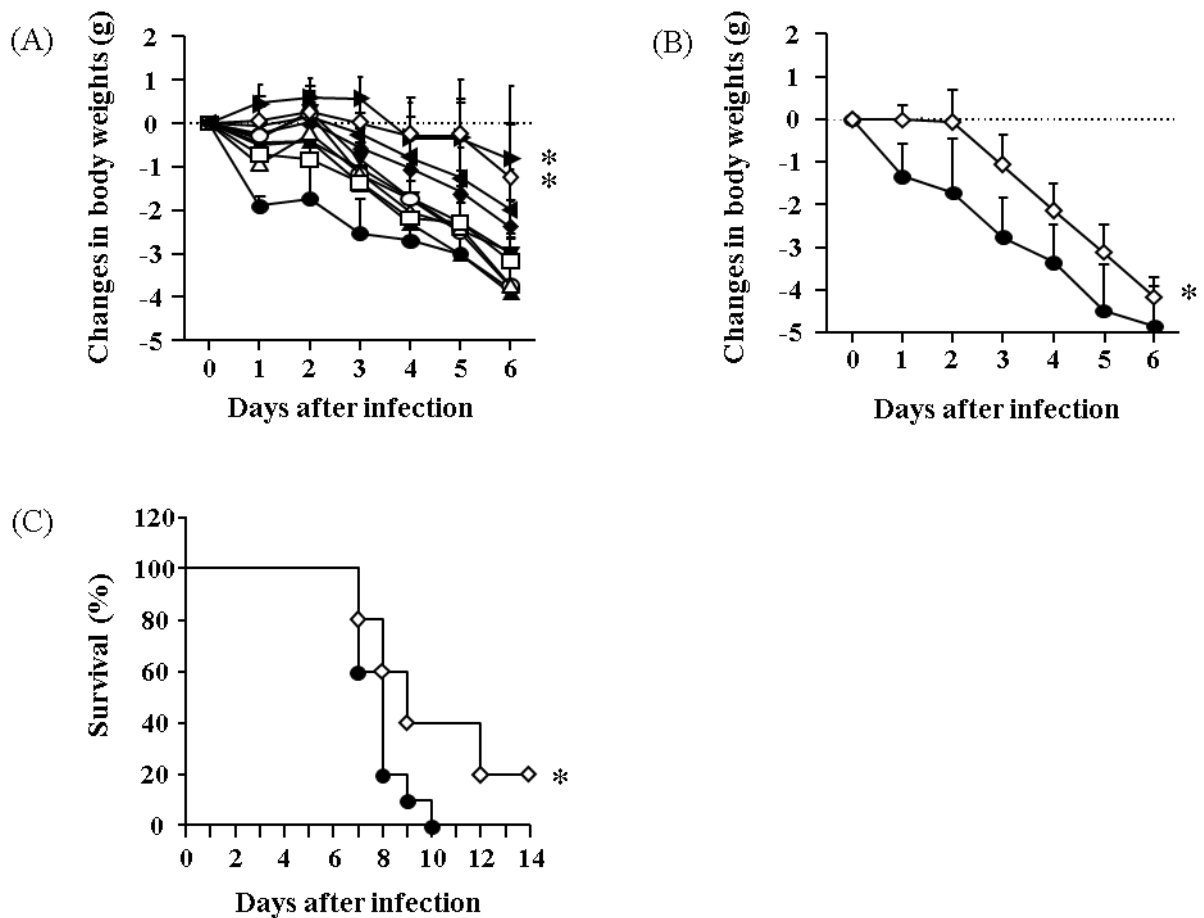 (A)
Changes in body weights (g)
2
1
0
-1
-2
-3
-4
-5
*
*
0 1 2 3 4 5 6
Days after infection
(B)
Changes in body weights (g)
2
1
0
-1
-2
-3
-4
-5
*
0 1 2 3 4 5 6
Days after infection
(C)
Survival (%)
120
100
80
60
40
20
0
*
0 2 4 6 8 10 12 14
Days after infection